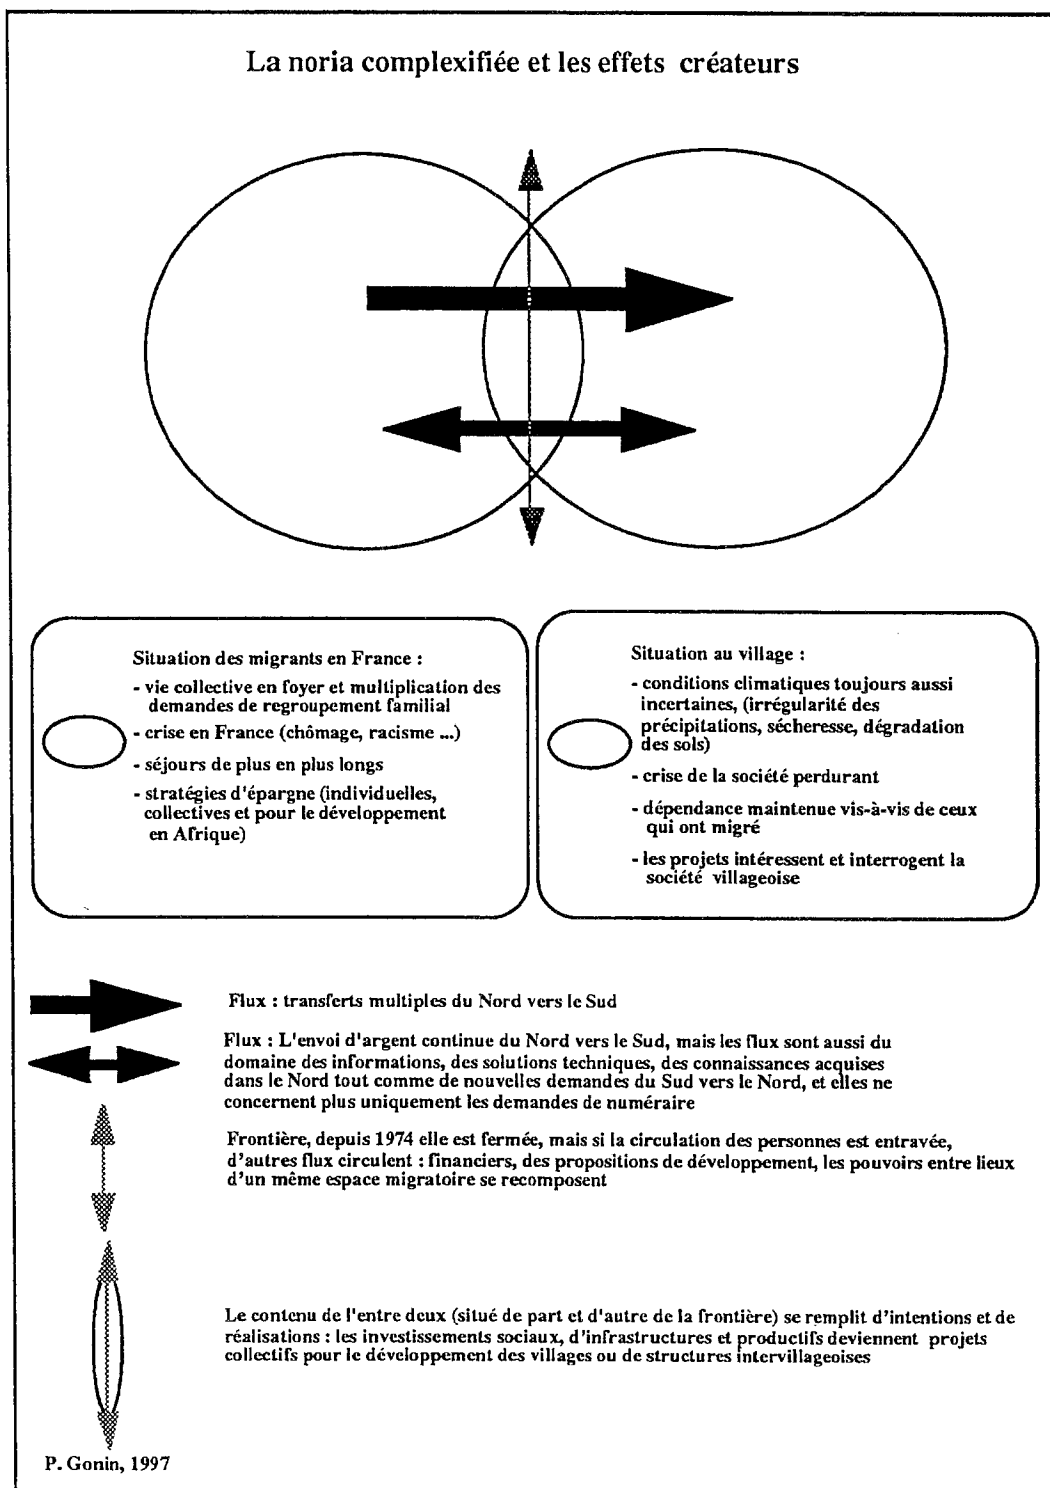 La noria complexifiée et les effets créateurs
Situation des migrants en France :
- vie collective en foyer et multiplication des
demandes de regroupement familial
- crise en France (chômage, racisme ...)
- séjours de plus en plus longs
- stratégies d'épargne (individuelles,
collectives et pour le développement
en Afrique)
Situation au village :
- conditions climatiques toujours aussi
incertaines, (irrégularité des
précipitations, sécheresse, dégradation
des sols)
- crise de la société perdurant
- dépendance maintenue vis-à-vis de ceux
qui ont migré
- les projets intéressent et interrogent la
société villageoise
Flux : transferts multiples du Nord vers le Sud
Flux : L'envoi d'argent continue du Nord vers le Sud, mais les flux sont aussi du
domaine des informations, des solutions techniques, des connaissances acquises
dans le Nord tout comme de nouvelles demandes du Sud vers le Nord, et elles ne
concernent plus uniquement les demandes de numéraire
Frontière, depuis 1974 elle est fermée, mais si la circulation des personnes est entravée,
d'autres flux circulent : financiers, des propositions de développement, les pouvoirs entre lieux
d'un même espace migratoire se recomposent
Le contenu de l'entre deux (situé de part et d'autre de la frontière) se remplit d'intentions et de
réalisations : les investissements sociaux, d'infrastructures et productifs deviennent projets
collectifs pour le développement des villages ou de structures intervillageoises
P. Gonin, 1997